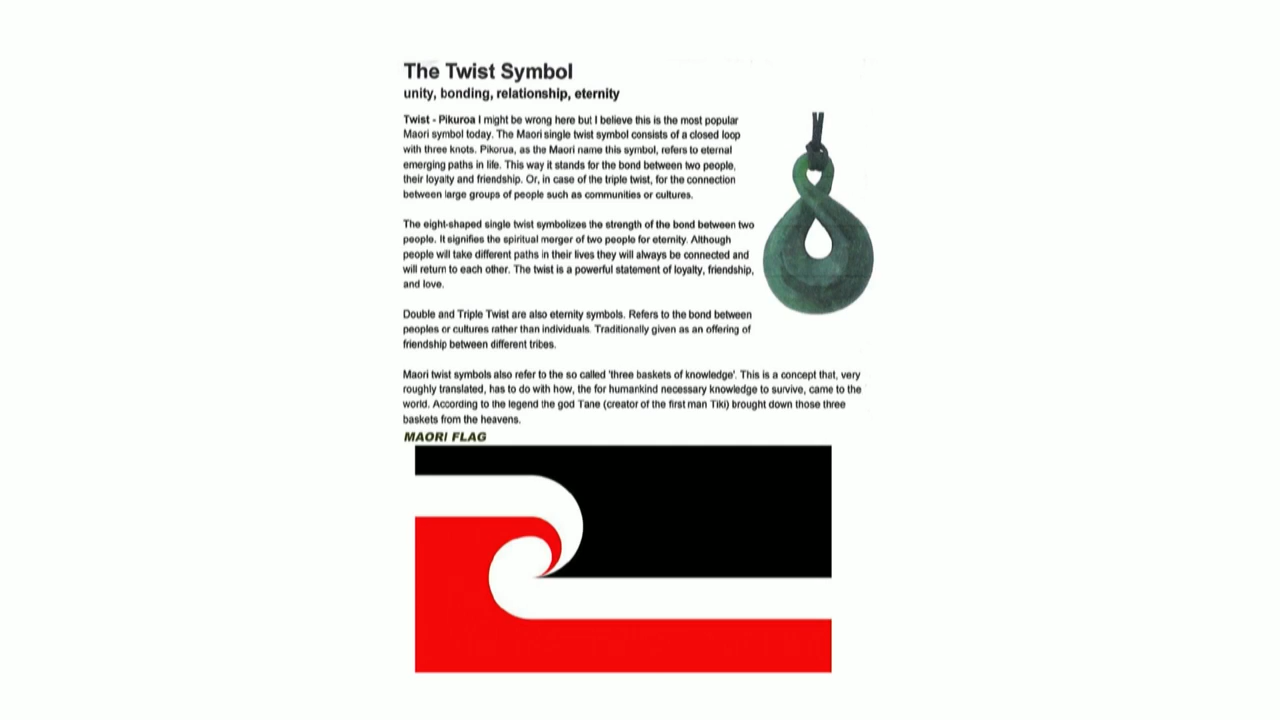 The Twist Symbol
unity, bonding, relationship, eternity
Twist - Pikuroa I might be wrong here but I believe this is the most popular
Maori symbol today. The Maori single twist symbol consists of a closed loop
with three knots. Pikorua, as the Maori name this symbol, refers to eternal
emerging paths in life. This way it stands for the bond between two people,
their loyalty and friendship. Or, in case of the triple twist, for the connection
between large groups of people such as communities or cultures.
The eight-shaped single twist symbolizes the strength of the bond between two
people. It signifies the spiritual merger of two people for eternity. Although
people will take different paths in their lives they will always be connected and
will return to each other. The twist is a powerful statement of loyalty, friendship,
and love.
Double and Triple Twist are also eternity symbols. Refers to the bond between
peoples or cultures rather than individuals. Traditionally given as an offering of
friendship between different tribes.
Maori twist symbols also refer to the so called 'three baskets of knowledge'. This is a concept that, very
roughly translated, has to do with how, the for humankind necessary knowledge to survive, came to the
world. According to the legend the god Tane (creator of the first man Tiki) brought down those three
baskets from the heavens.
MAORI FLAG